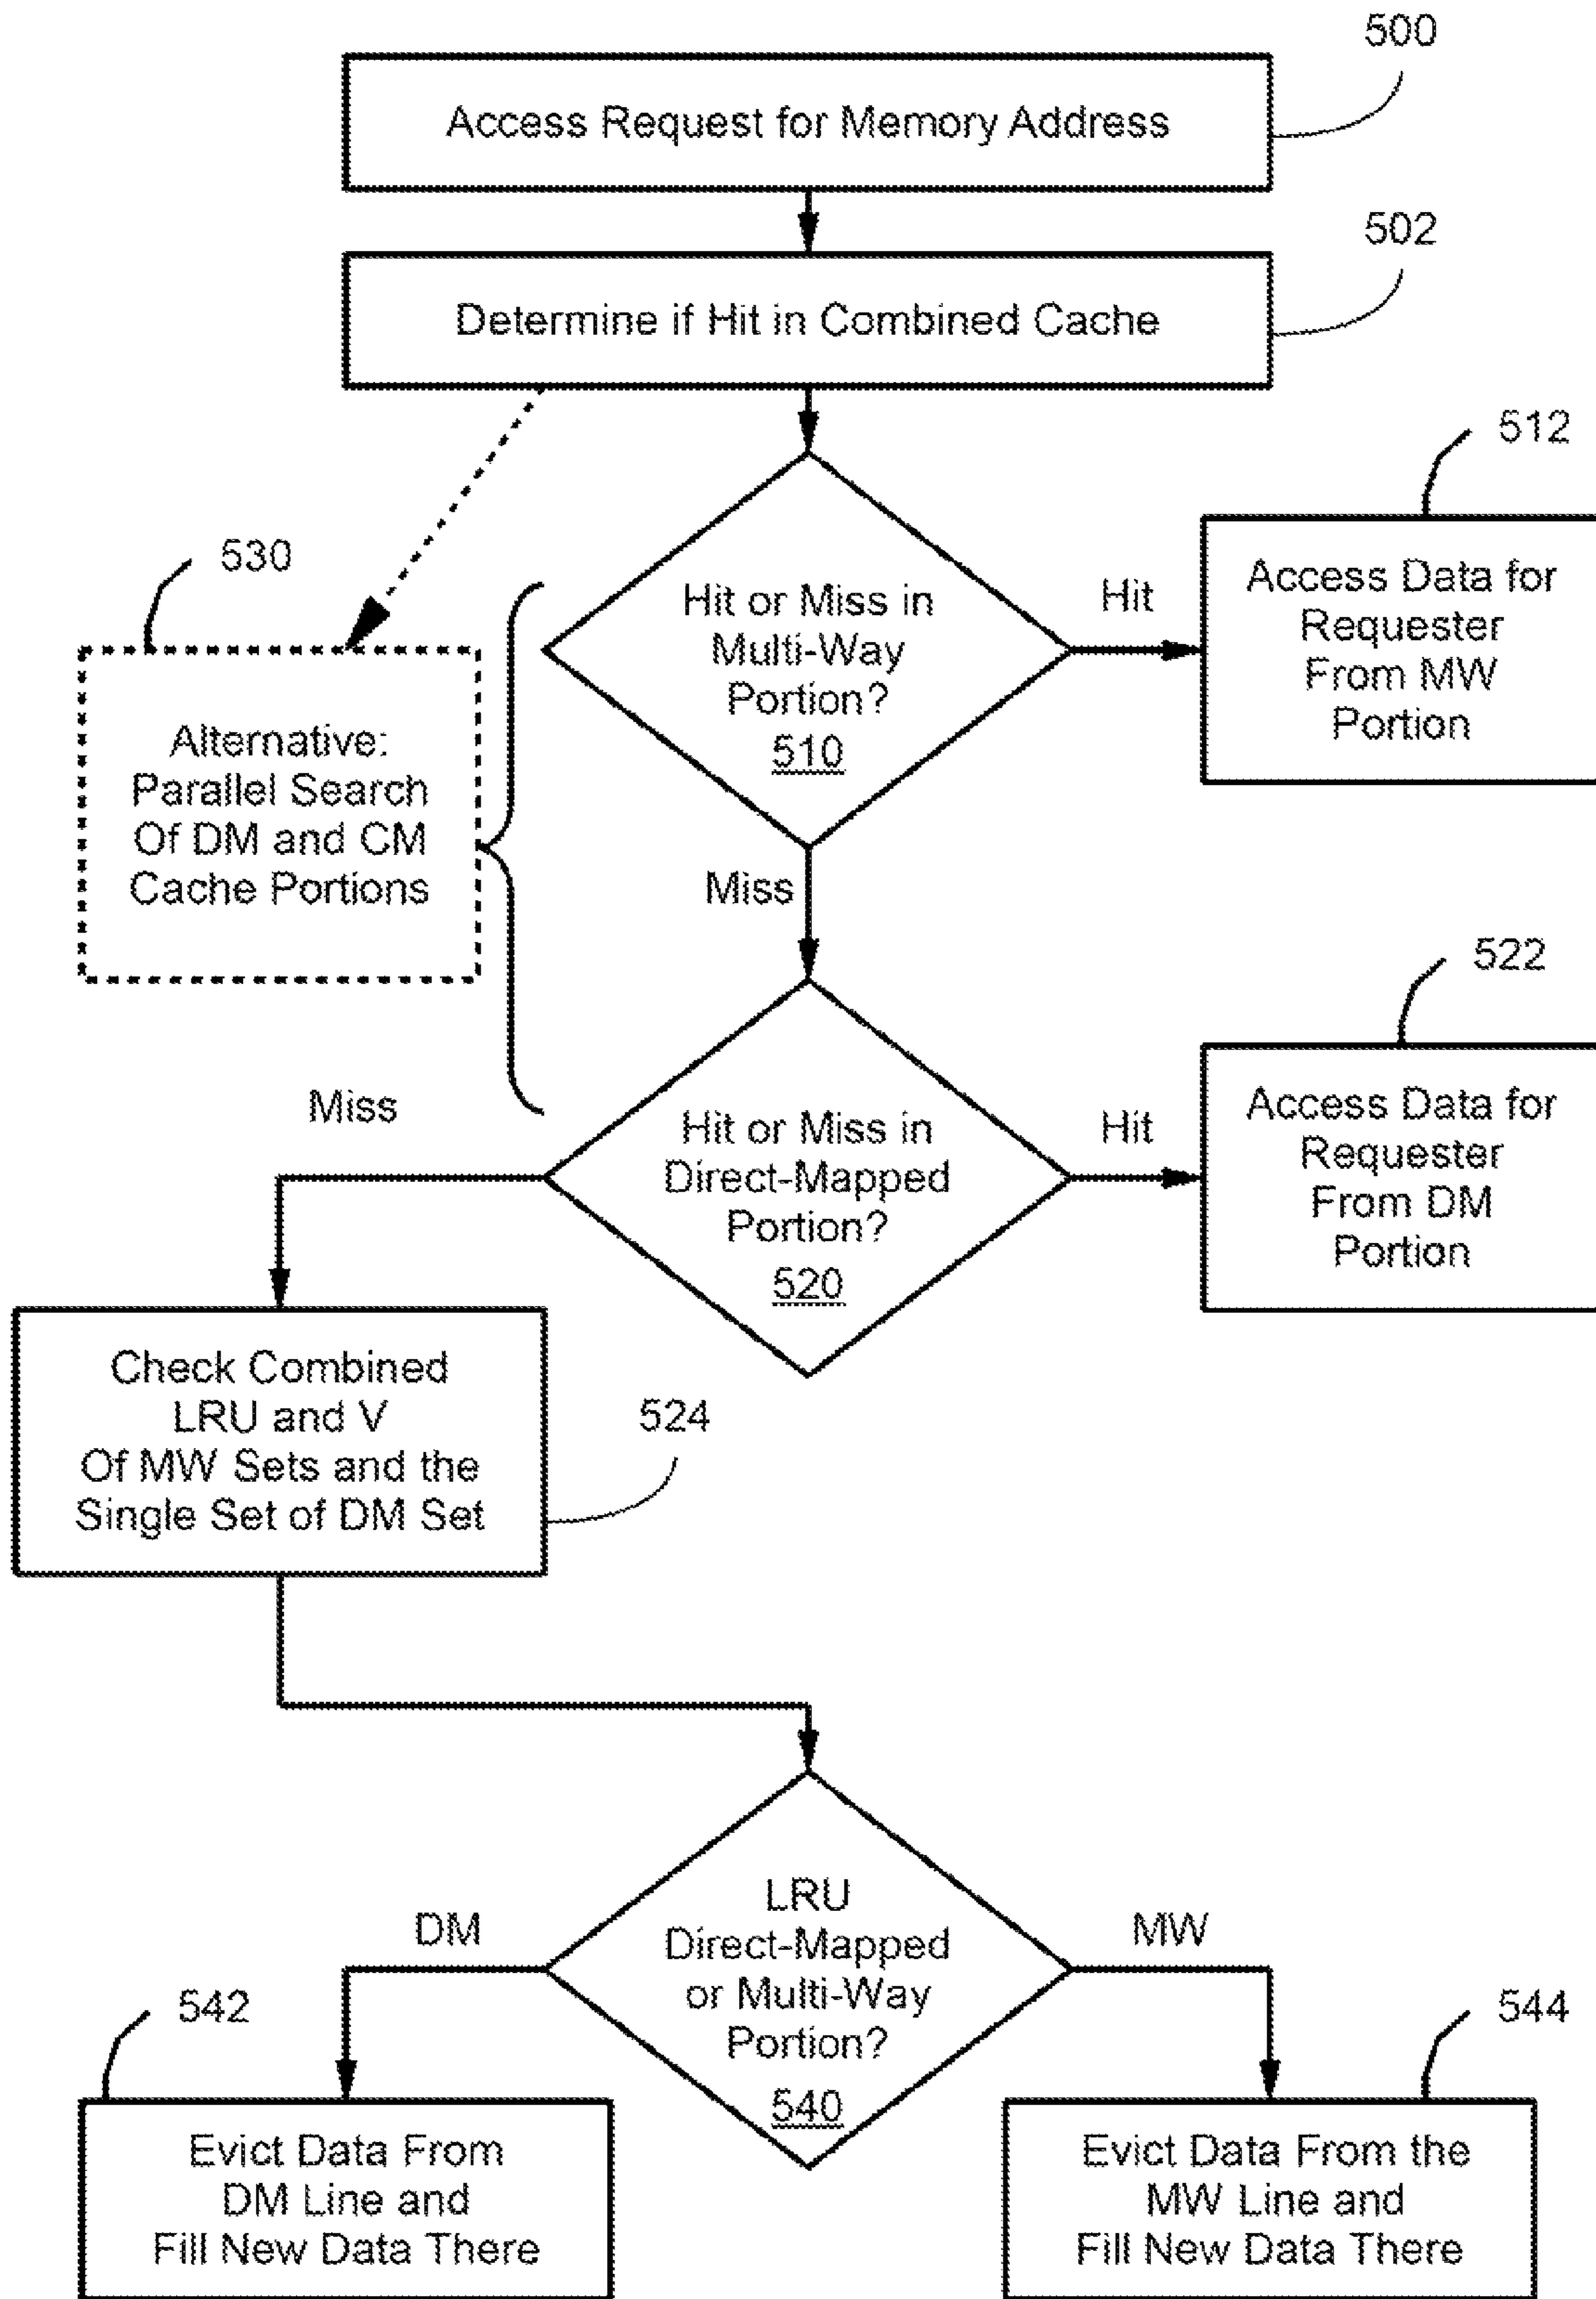 500
Access Request for Memory Address
502
Determine if Hit in Combined Cache
512
530
Hit or Miss in
Multi-Way
Portion?
510
Hit
Access Data for
Requester
From MW
Portion
Alternative:
Parallel Search
Of DM and CM
Cache Portions
Miss
522
Miss
Hit or Miss in
Direct-Mapped
Portion?
520
Hit
Access Data for
Requester
From DM
Portion
Check Combined
LRU and V
Of MW Sets and the
Single Set of DM Set
524
LRU
Direct-Mapped
or Multi-Way
Portion?
540
DM
MW
542
544
Evict Data From
DM Line and
Fill New Data There
Evict Data From the
MW Line and
Fill New Data There